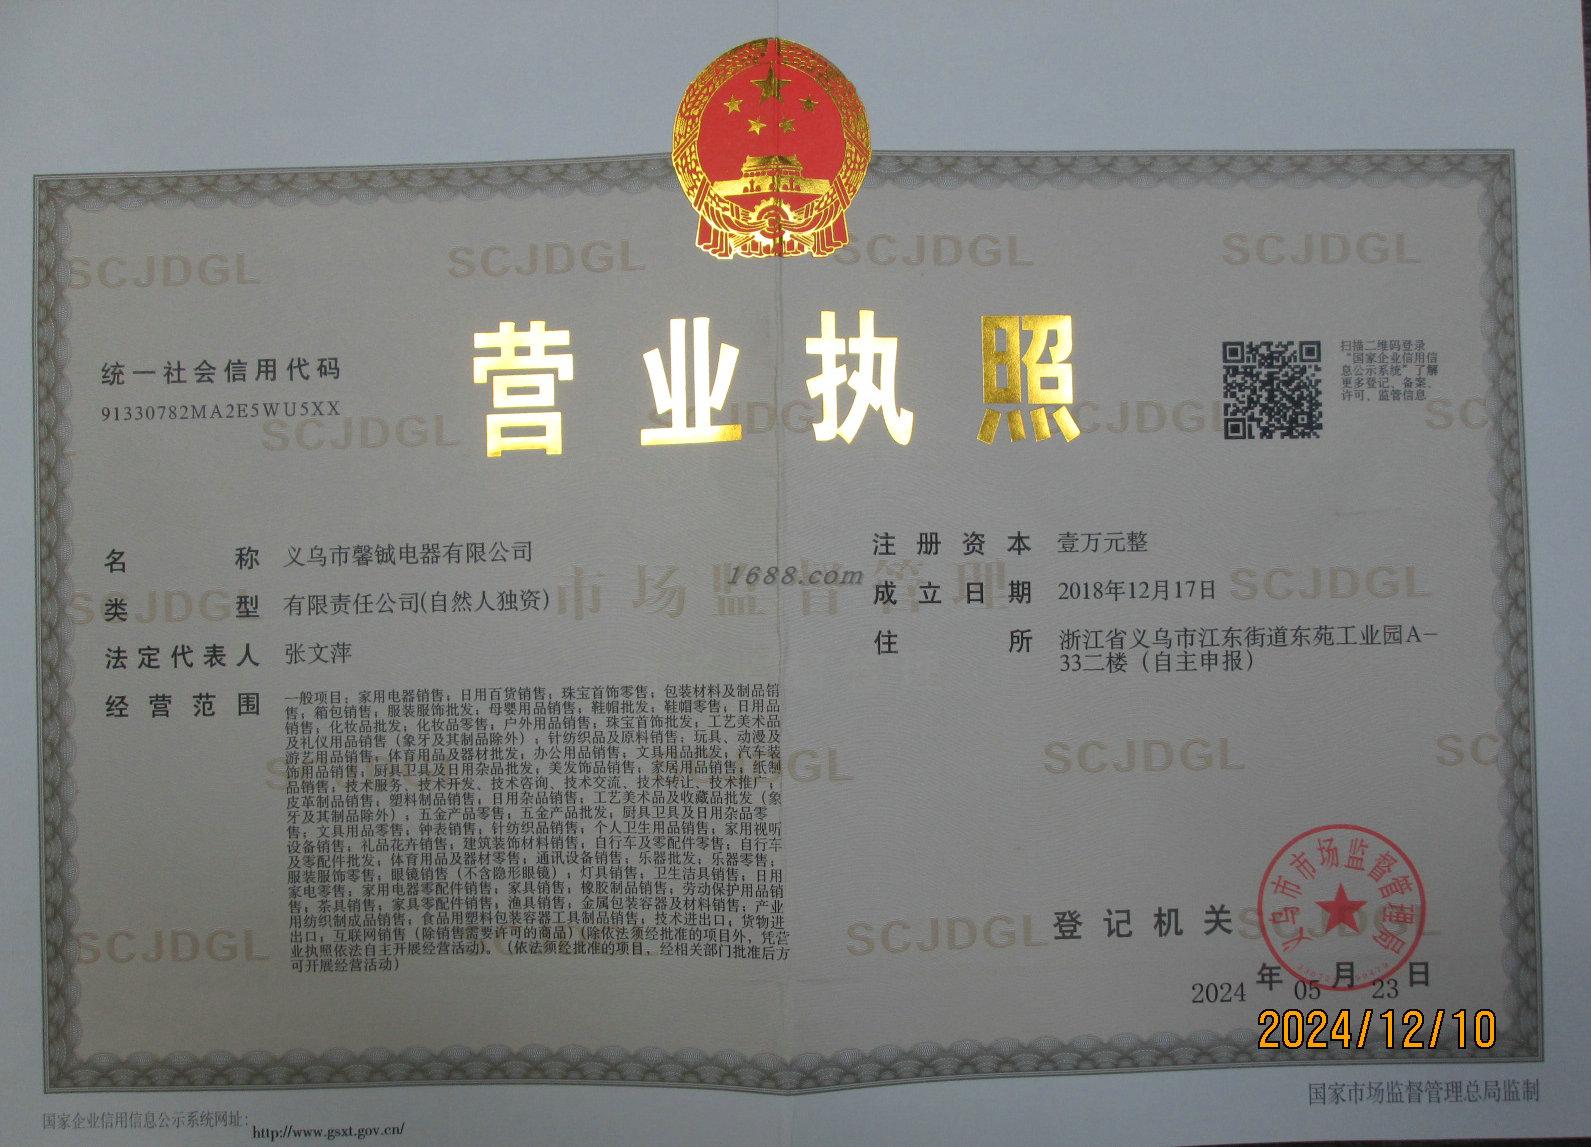 SCJDGL SCJDGL SCJDGL SCJDGL
营业执照
统一社会信用代码
91330782MA2E5WU5XX
扫描二维码登录
“国家企业信用信
息公示系统”了解
更多登记、备案、
许可、监管信息
SCJDGL SCJDGL SCJDGL SC
名称 义乌市馨铖电器有限公司
类型 有限责任公司(自然人独资)
法定代表人 张文萍
注册资本 壹万元整
成立日期 2018年12月17日
住所 浙江省义乌市江东街道东苑工业园A-
33二楼（自主申报）
1688.com
SCJDGL 市场监督管理 SCJDGL
经营范围 一般项目：家用电器销售；日用百货销售；珠宝首饰零售；包装材料及制品销
售；箱包销售；服装服饰批发；母婴用品销售；鞋帽批发；鞋帽零售；日用品
销售；化妆品批发；化妆品零售；户外用品销售；珠宝首饰批发；工艺美术品
及礼仪用品销售（象牙及其制品除外）；针纺织品及原料销售；玩具、动漫及
游艺用品销售；体育用品及器材批发；办公用品销售；文具用品批发；汽车装
饰用品销售；厨具卫具及日用杂品批发；美发饰品销售；家居用品销售；纸制
品销售；技术服务、技术开发、技术咨询、技术交流、技术转让、技术推广；
皮革制品销售；塑料制品销售；日用杂品销售；工艺美术品及收藏品批发（象
牙及其制品除外）；五金产品零售；五金产品批发；厨具卫具及日用杂品零
售；文具用品零售；钟表销售；针纺织品销售；个人卫生用品销售；家用视听
设备销售；礼品花卉销售；建筑装饰材料销售；自行车及零配件零售；自行车
及零配件批发；体育用品及器材零售；通讯设备销售；乐器批发；乐器零售；
服装服饰零售；眼镜销售（不含隐形眼镜）；灯具销售；卫生洁具销售；日用
家电零售；家用电器零配件销售；家具销售；橡胶制品销售；劳动保护用品销
售；茶具销售；家具零配件销售；渔具销售；金属包装容器及材料销售；产业
用纺织制成品销售；食品用塑料包装容器工具制品销售；技术进出口；货物进
出口；互联网销售（除销售需要许可的商品）(除依法须经批准的项目外，凭营
业执照依法自主开展经营活动)。（依法须经批准的项目，经相关部门批准后方
可开展经营活动）
SCJDGL SCJDGL SC
SCJDGL SCJDGL SCJDGL
登记机关
义乌市市场监督管理局
2024年05月23日
2024/12/10
国家企业信用信息公示系统网址：
http://www.gsxt.gov.cn/
国家市场监督管理总局监制